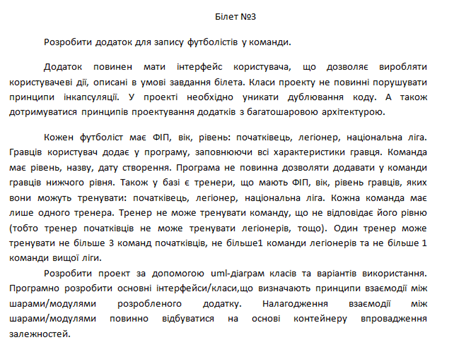 Білет №3
Розробити додаток для запису футболістів у команди.
Додаток повинен мати інтерфейс користувача, що дозволяє виробляти
користувачеві дії, описані в умові завдання білета. Класи проекту не повинні порушувати
принципи інкапсуляції. У проекті необхідно уникати дублювання коду. А також
дотримуватися принципів проектування додатків з багатошаровою архітектурою.
Кожен футболіст має ФІП, вік, рівень: початківець, легіонер, національна ліга.
Гравців користувач додає у програму, заповнюючи всі характеристики гравця. Команда
має рівень, назву, дату створення. Програма не повинна дозволяти додавати у команди
гравців нижчого рівня. Також у базі є тренери, що мають ФІП, вік, рівень гравців, яких
вони можуть тренувати: початківець, легіонер, національна ліга. Кожна команда має
лише одного тренера. Тренер не може тренувати команду, що не відповідає його рівню
(тобто тренер початківців не може тренувати легіонерів, тощо). Один тренер може
тренувати не більше 3 команд початківців, не більше1 команди легіонерів та не більше 1
команди вищої ліги.
Розробити проект за допомогою uml-діаграм класів та варіантів використання.
Програмно розробити основні інтерфейси/класи,що визначають принципи взаємодії між
шарами/модулями розробленого додатку. Налагодження взаємодії між
шарами/модулями повинно відбуватися на основі контейнеру впровадження
залежностей.